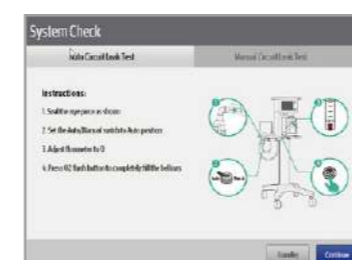 System Check
Auto Circuit Leak Test
Manual Circuit Leak Test
Instructions:
1. Seal the eye piece as shown
2. Set the Auto/Manual switch to Auto position
3. Adjust flowmeter to 0
4. Press O2 flush button to completely fill the bellows
Standby
Continue